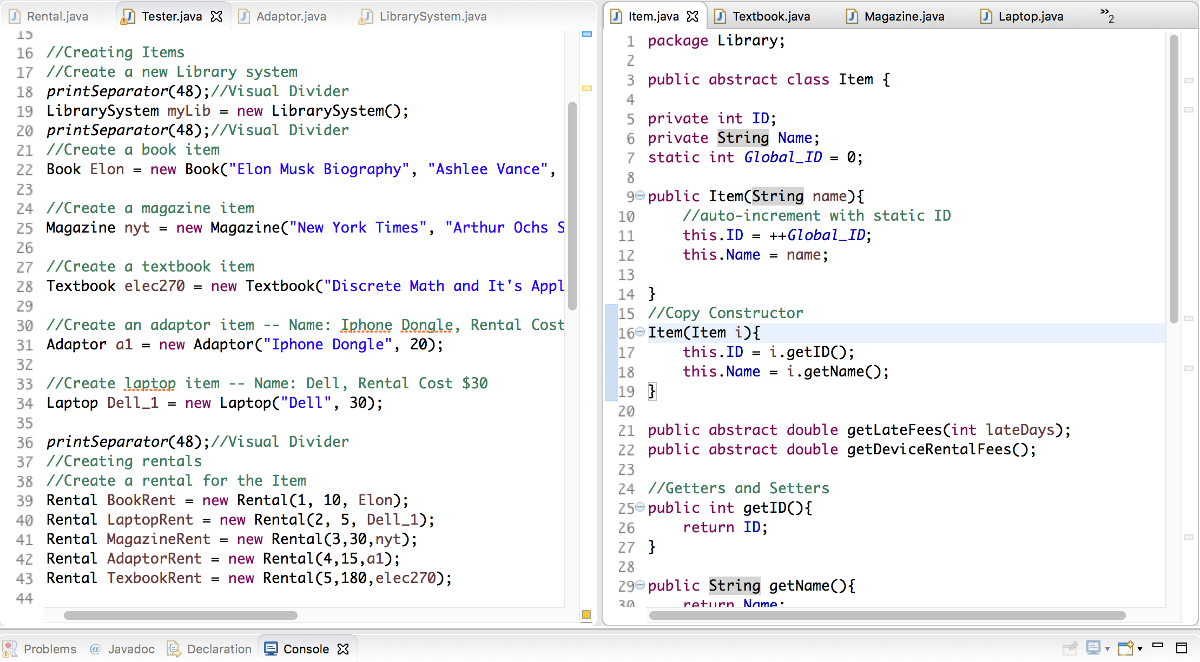 Rental.java Tester.java Adaptor.java LibrarySystem.java
15
16 //Creating Items
17 //Create a new Library system
18 printSeparator(48);//Visual Divider
19 LibrarySystem myLib = new LibrarySystem();
20 printSeparator(48);//Visual Divider
21 //Create a book item
22 Book Elon = new Book("Elon Musk Biography", "Ashlee Vance",
23
24 //Create a magazine item
25 Magazine nyt = new Magazine("New York Times", "Arthur Ochs S
26
27 //Create a textbook item
28 Textbook elec270 = new Textbook("Discrete Math and It's Appl
29
30 //Create an adaptor item -- Name: Iphone Dongle, Rental Cost
31 Adaptor a1 = new Adaptor("Iphone Dongle", 20);
32
33 //Create laptop item -- Name: Dell, Rental Cost $30
34 Laptop Dell_1 = new Laptop("Dell", 30);
35
36 printSeparator(48);//Visual Divider
37 //Creating rentals
38 //Create a rental for the Item
39 Rental BookRent = new Rental(1, 10, Elon);
40 Rental LaptopRent = new Rental(2, 5, Dell_1);
41 Rental MagazineRent = new Rental(3,30,nyt);
42 Rental AdaptorRent = new Rental(4,15,a1);
43 Rental TexbookRent = new Rental(5,180,elec270);
44
Item.java Textbook.java Magazine.java Laptop.java »2
1 package Library;
2
3 public abstract class Item {
4
5 private int ID;
6 private String Name;
7 static int Global_ID = 0;
8
9 public Item(String name){
10 //auto-increment with static ID
11 this.ID = ++Global_ID;
12 this.Name = name;
13
14 }
15 //Copy Constructor
16 Item(Item i){
17 this.ID = i.getID();
18 this.Name = i.getName();
19 }
20
21 public abstract double getLateFees(int lateDays);
22 public abstract double getDeviceRentalFees();
23
24 //Getters and Setters
25 public int getID(){
26 return ID;
27 }
28
29 public String getName(){
30 return Name;
Problems @ Javadoc Declaration Console